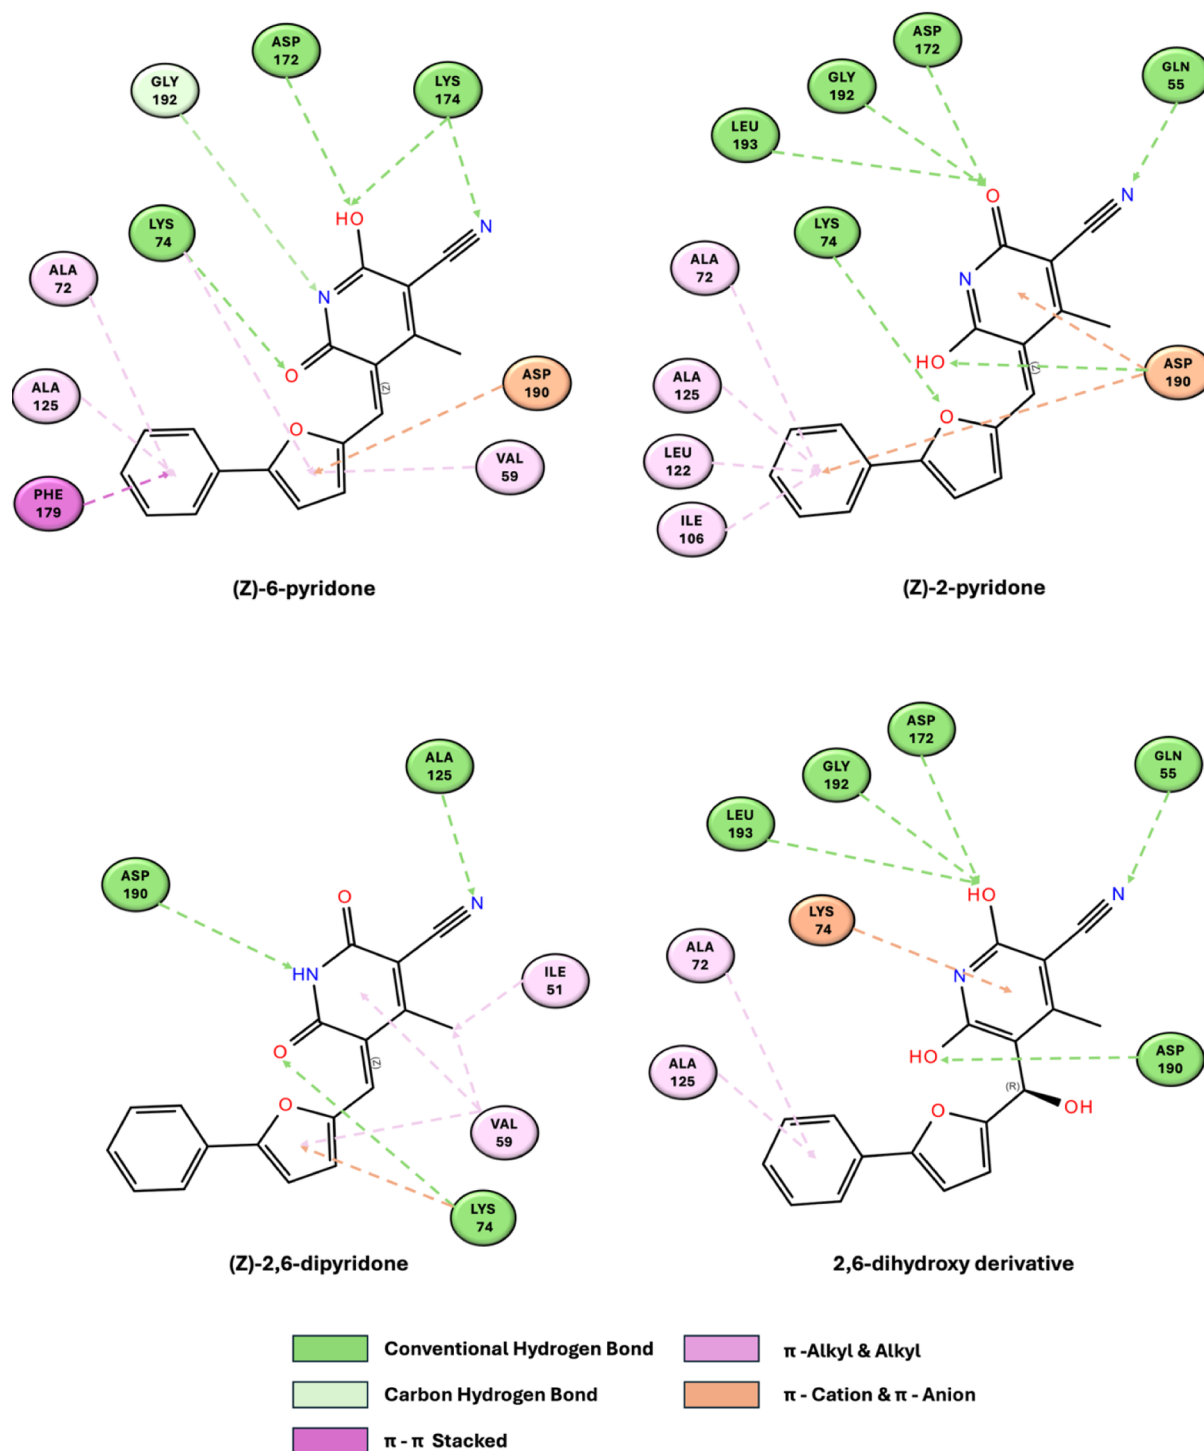 ASP
172
GLY
192
LYS
174
LYS
74
HO
N
N
O
ALA
72
(Z)
ASP
190
ALA
125
O
VAL
59
PHE
179
(Z)-6-pyridone
ASP
172
GLY
192
GLN
55
LEU
193
O
N
LYS
74
ALA
72
N
HO
(Z)
ASP
190
ALA
125
O
LEU
122
ILE
106
(Z)-2-pyridone
ALA
125
ASP
190
O
N
HN
ILE
51
O
(Z)
O
VAL
59
LYS
74
(Z)-2,6-dipyridone
ASP
172
GLY
192
GLN
55
LEU
193
HO
N
LYS
74
ALA
72
N
HO
ASP
190
ALA
125
(R)
OH
O
2,6-dihydroxy derivative
Conventional Hydrogen Bond
π -Alkyl & Alkyl
Carbon Hydrogen Bond
π - Cation & π - Anion
π - π Stacked